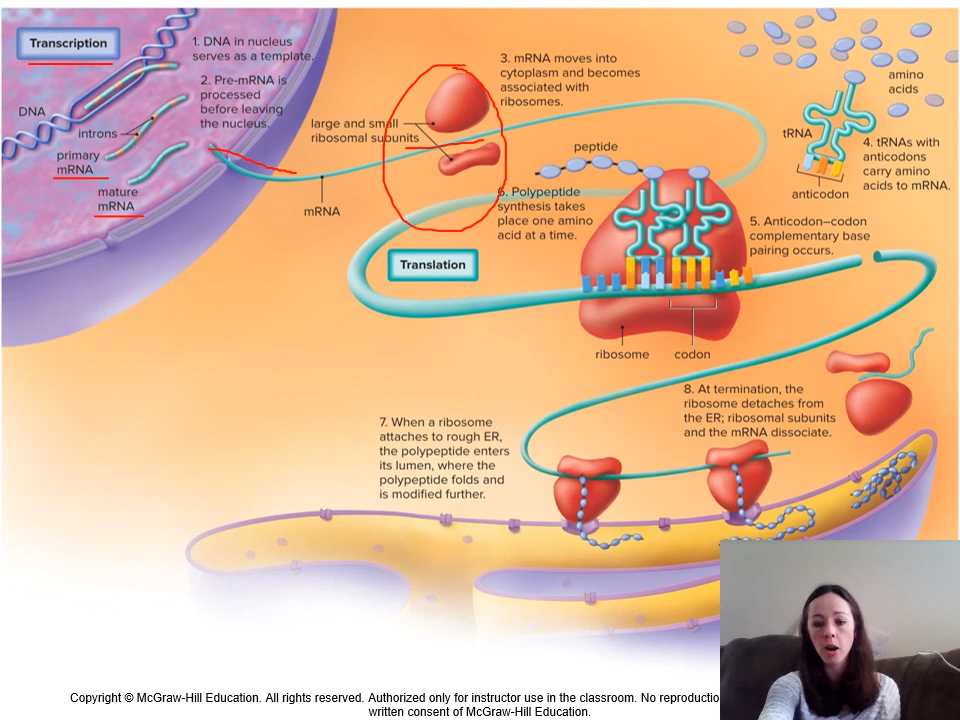 Transcription
1. DNA in nucleus
serves as a template.
2. Pre-mRNA is
processed
before leaving
the nucleus.
DNA
introns
primary
mRNA
mature
mRNA
large and small
ribosomal subunits
mRNA
3. mRNA moves into
cytoplasm and becomes
associated with
ribosomes.
amino
acids
tRNA
anticodon
4. tRNAs with
anticodons
carry amino
acids to mRNA.
peptide
6. Polypeptide
synthesis takes
place one amino
acid at a time.
5. Anticodon–codon
complementary base
pairing occurs.
Translation
ribosome
codon
8. At termination, the
ribosome detaches from
the ER; ribosomal subunits
and the mRNA dissociate.
7. When a ribosome
attaches to rough ER,
the polypeptide enters
its lumen, where the
polypeptide folds and
is modified further.
Copyright © McGraw-Hill Education. All rights reserved. Authorized only for instructor use in the classroom. No reproductio
written consent of McGraw-Hill Education.